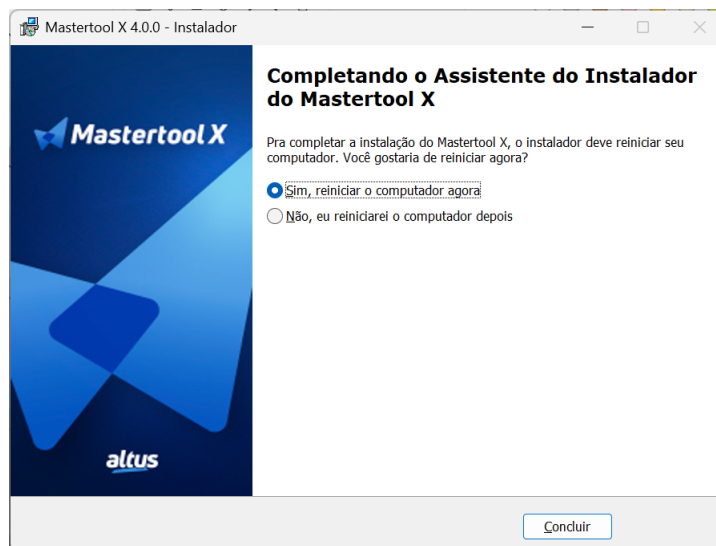 Mastertool X 4.0.0 - Instalador
Mastertool X
Completando o Assistente do Instalador
do Mastertool X
Pra completar a instalação do Mastertool X, o instalador deve reiniciar seu
computador. Você gostaria de reiniciar agora?
Sim, reiniciar o computador agora
Não, eu reiniciarei o computador depois
altus
Concluir